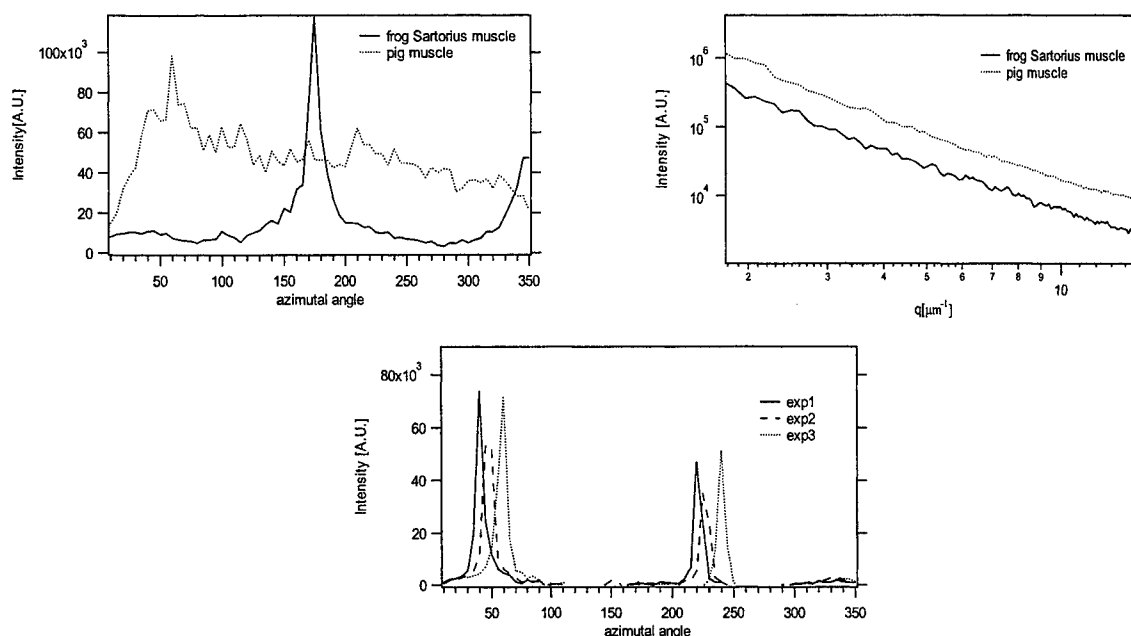 100x10³
80
60
40
20
0
Intensity[A.U.]
frog Sartorius muscle
pig muscle
50 100 150 200 250 300 350
azimutal angle
10⁶
10⁵
10⁴
Intensity [A.U.]
frog Sartorius muscle
pig muscle
2 3 4 5 6 7 8 9 10
q[μm⁻¹]
80x10³
60
40
20
0
Intensity [A.U.]
exp1
exp2
exp3
50 100 150 200 250 300 350
azimutal angle